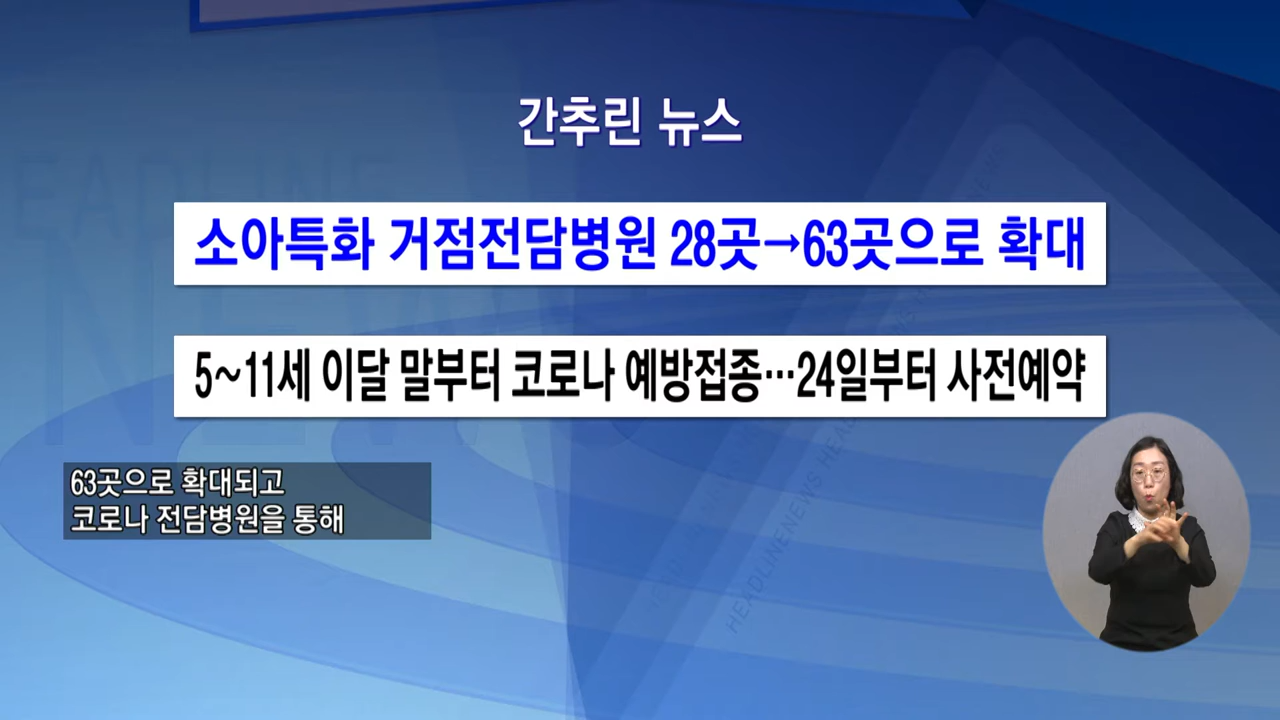 간추린 뉴스
소아특화 거점전담병원 28곳→63곳으로 확대
5~11세 이달 말부터 코로나 예방접종…24일부터 사전예약
63곳으로 확대되고
코로나 전담병원을 통해
HEADLINENEWS HEADLINENEWS
NEWS